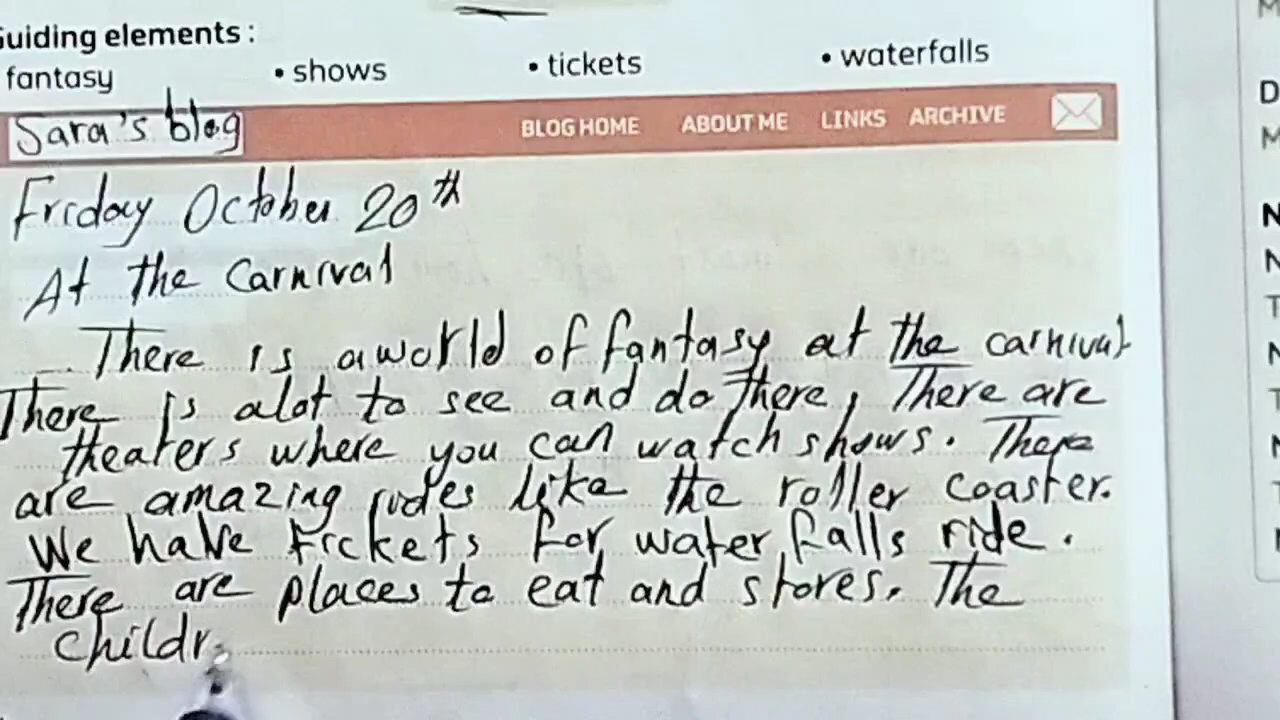 Guiding elements :
fantasy • shows • tickets • waterfalls
Sara's blog BLOG HOME ABOUT ME LINKS ARCHIVE
Friday October 20th
At the carnival
There is a world of fantasy at the carnival
There is alot to see and do there, There are
theaters where you can watch shows. There
are amazing rides like the roller coaster.
We have tickets for water falls ride.
There are places to eat and stores. The
childr